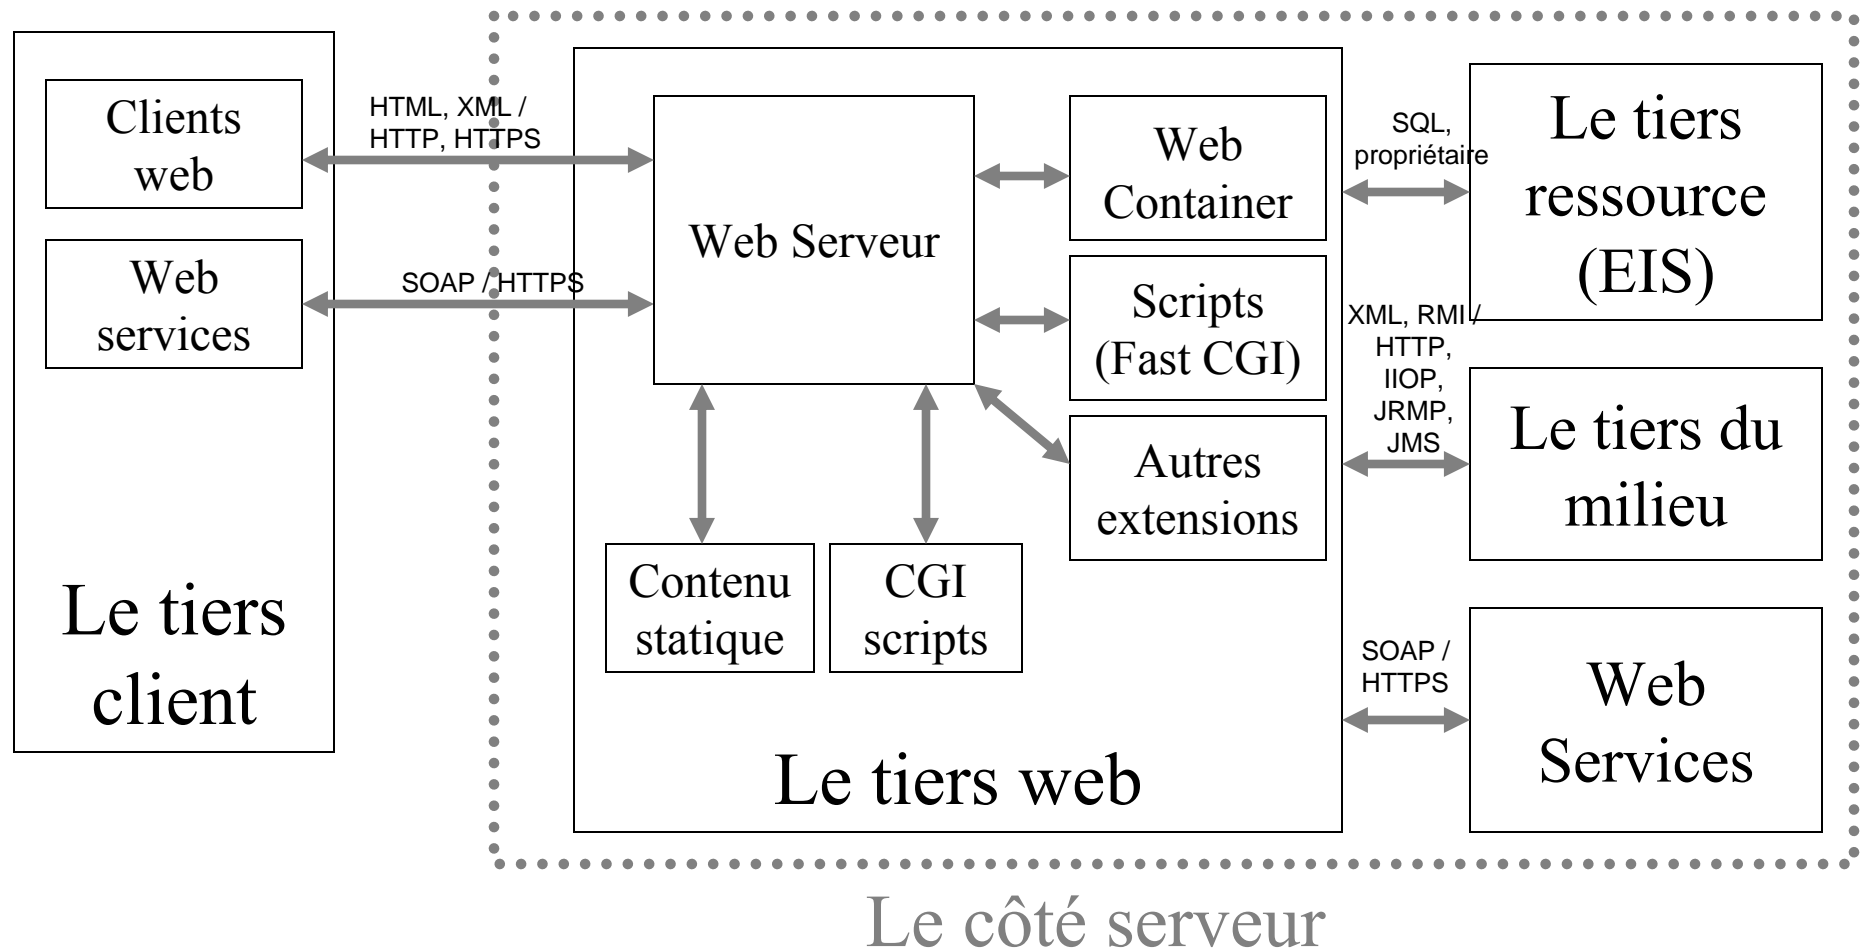 Clients
web
Web
services
Le tiers
client
HTML, XML /
HTTP, HTTPS
SOAP / HTTPS
Web Serveur
Web
Container
Scripts
(Fast CGI)
Autres
extensions
Contenu
statique
CGI
scripts
Le tiers web
SQL,
propriétaire
XML, RMI /
HTTP,
IIOP,
JRMP,
JMS
SOAP /
HTTPS
Le tiers
ressource
(EIS)
Le tiers du
milieu
Web
Services
Le côté serveur